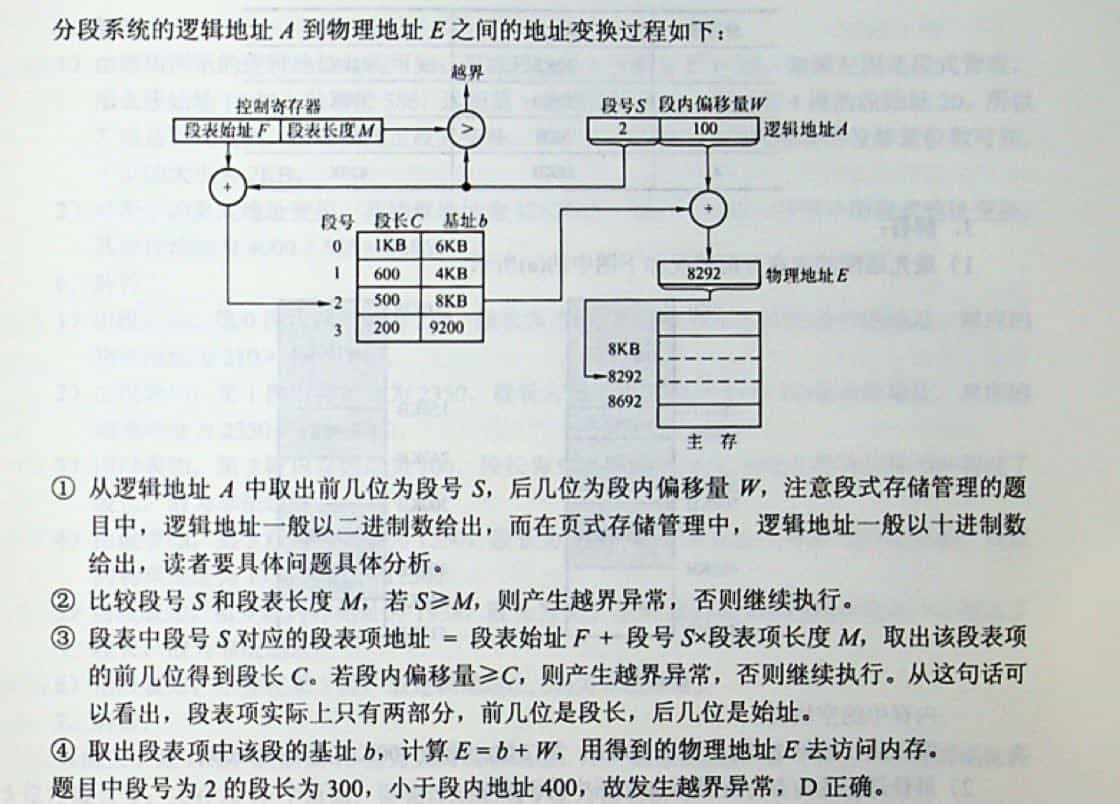 分段系统的逻辑地址 A 到物理地址 E 之间的地址变换过程如下：
越界
控制寄存器
段表始址 F 段表长度 M
>
段号S 段内偏移量W
2 100 逻辑地址A
+
+
段号 段长C 基址b
0 1KB 6KB
1 600 4KB
2 500 8KB
3 200 9200
8292 物理地址E
8KB
8292
8692
主 存
① 从逻辑地址 A 中取出前几位为段号 S，后几位为段内偏移量 W，注意段式存储管理的题
目中，逻辑地址一般以二进制数给出，而在页式存储管理中，逻辑地址一般以十进制数
给出，读者要具体问题具体分析。
② 比较段号 S 和段表长度 M，若 S≥M，则产生越界异常，否则继续执行。
③ 段表中段号 S 对应的段表项地址 = 段表始址 F + 段号 S×段表项长度 M，取出该段表项
的前几位得到段长 C。若段内偏移量≥C，则产生越界异常，否则继续执行。从这句话可
以看出，段表项实际上只有两部分，前几位是段长，后几位是始址。
④ 取出段表项中该段的基址 b，计算 E = b + W，用得到的物理地址 E 去访问内存。
题目中段号为 2 的段长为 300，小于段内地址 400，故发生越界异常，D 正确。